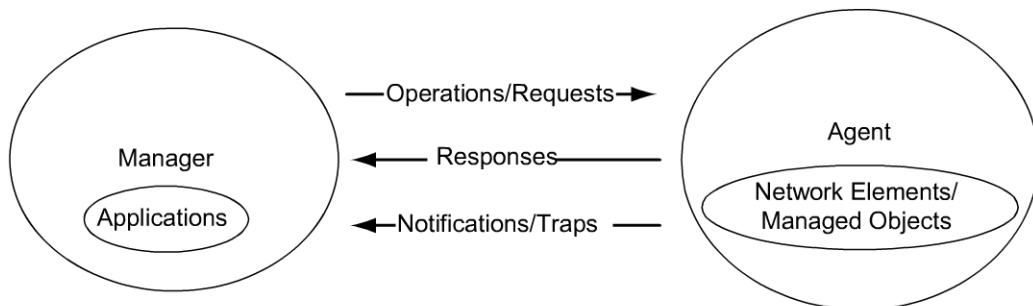 Operations/Requests
Agent
Manager
Responses
Network Elements/
Managed Objects
Applications
Notifications/Traps